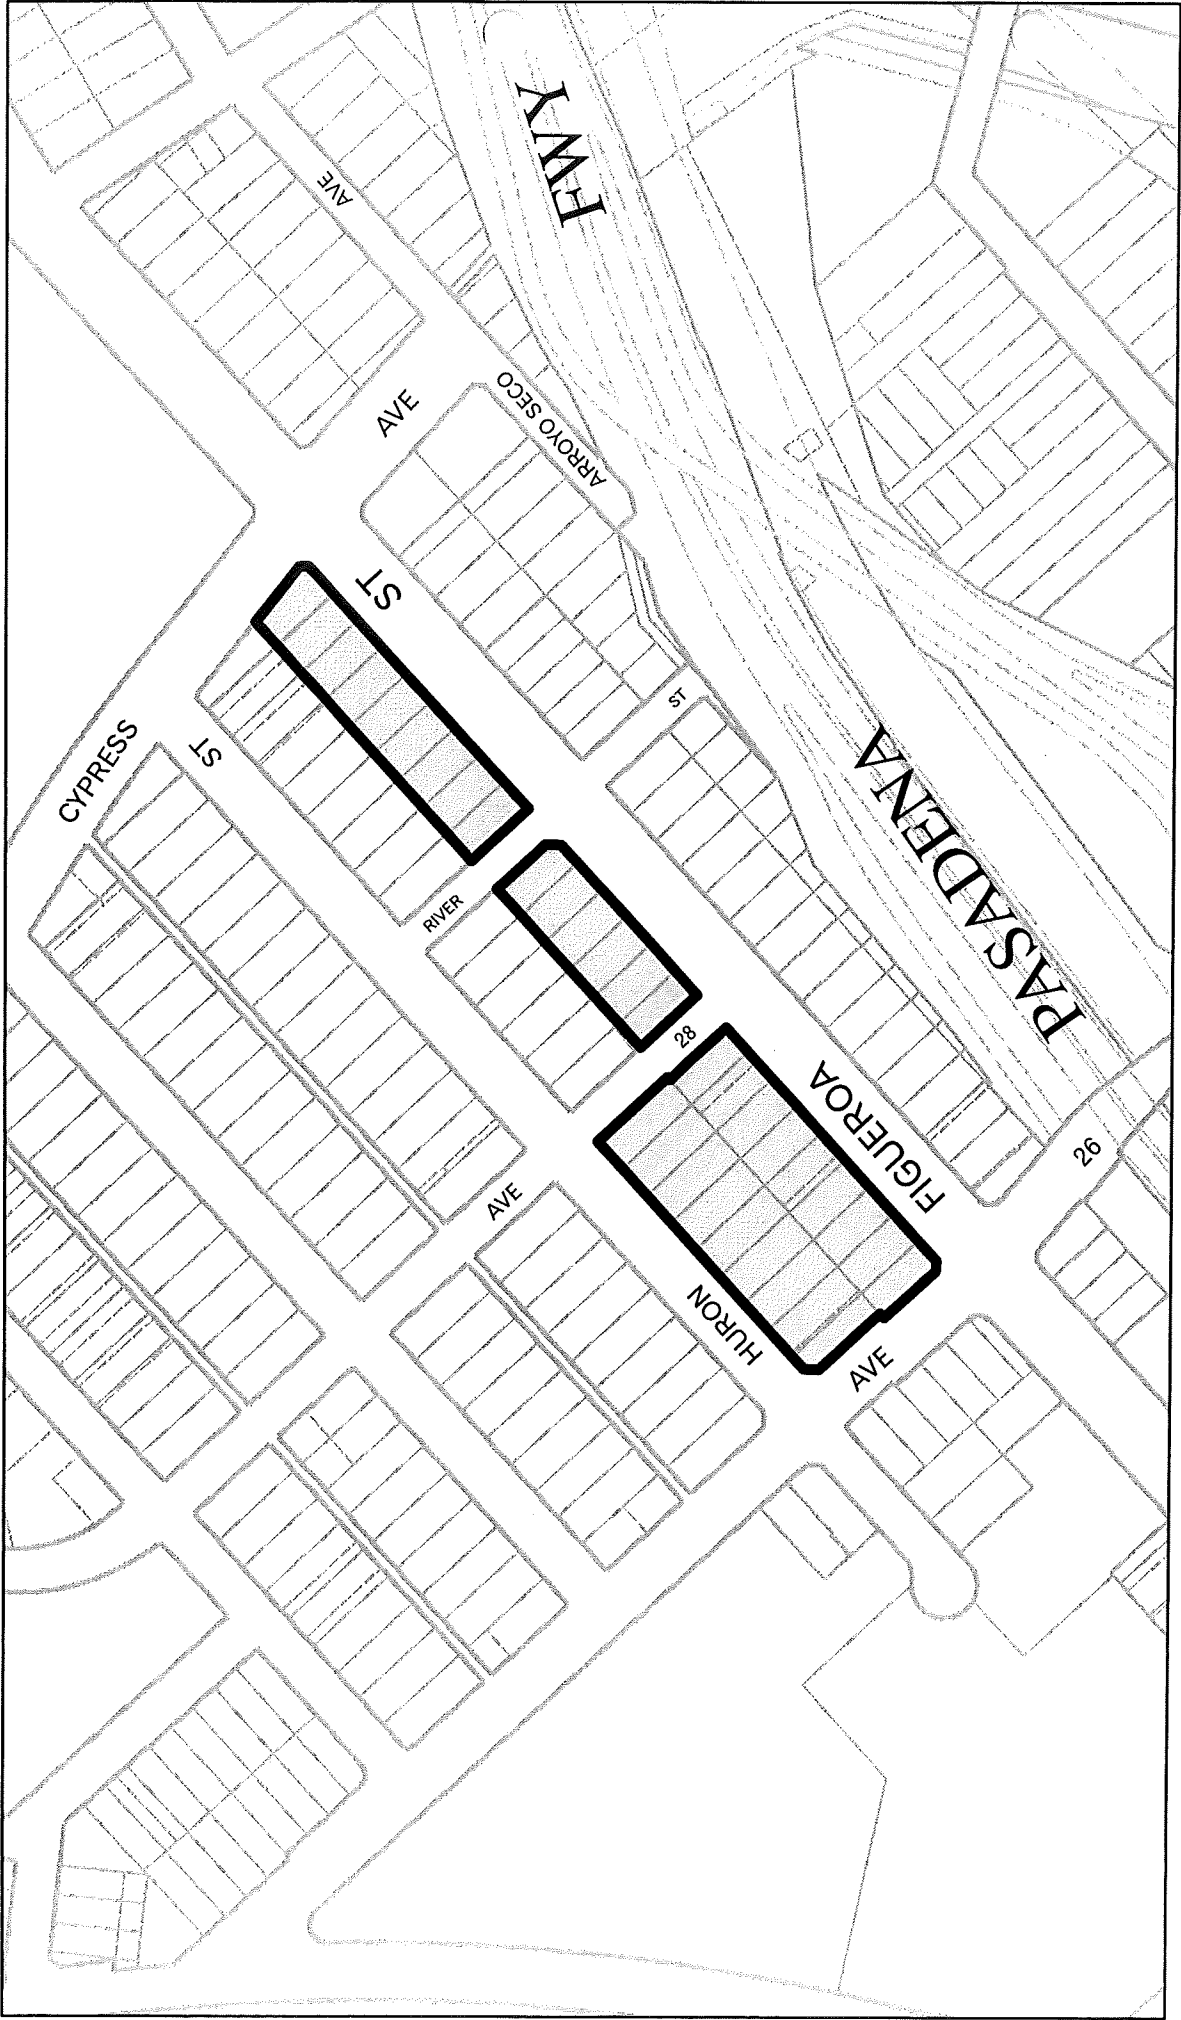 FWY
AVE
ARROYO SECO
AVE
ST
CYPRESS
ST
ST
PASADENA
RIVER
28
FIGUEROA
26
AVE
HURON
AVE